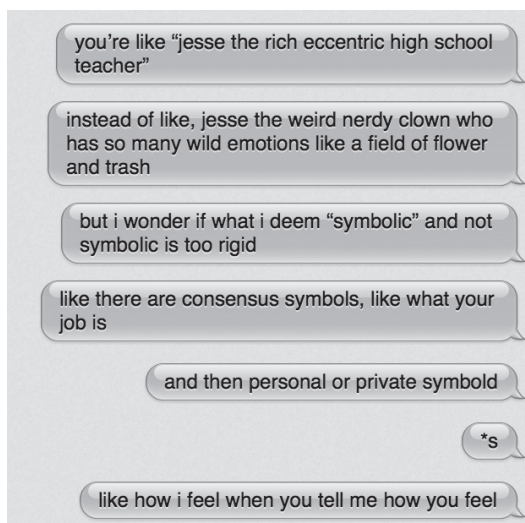 you’re like “jesse the rich eccentric high school
teacher”
instead of like, jesse the weird nerdy clown who
has so many wild emotions like a field of flower
and trash
but i wonder if what i deem “symbolic” and not
symbolic is too rigid
like there are consensus symbols, like what your
job is
and then personal or private symbold
*s
like how i feel when you tell me how you feel